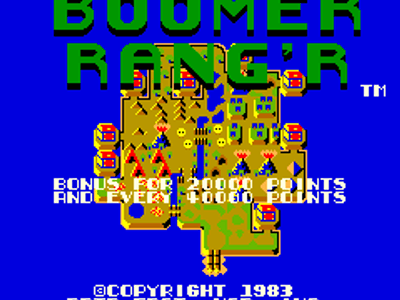 BOOMER
RANG'R
TM
BONUS FOR 20000 POINTS
AND EVERY 40000 POINTS
©COPYRIGHT 1983